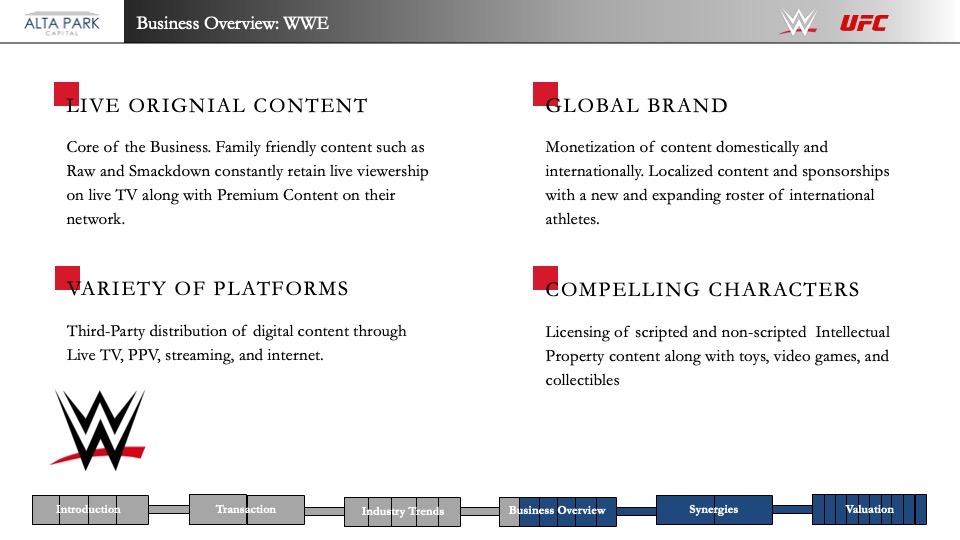 ALTA PARK
CAPITAL
Business Overview: WWE
W
UFC
LIVE ORIGNIAL CONTENT
Core of the Business. Family friendly content such as
Raw and Smackdown constantly retain live viewership
on live TV along with Premium Content on their
network.
GLOBAL BRAND
Monetization of content domestically and
internationally. Localized content and sponsorships
with a new and expanding roster of international
athletes.
VARIETY OF PLATFORMS
Third-Party distribution of digital content through
Live TV, PPV, streaming, and internet.
COMPELLING CHARACTERS
Licensing of scripted and non-scripted  Intellectual
Property content along with toys, video games, and
collectibles
W
Introduction
Transaction
Industry Trends
Business Overview
Synergies
Valuation